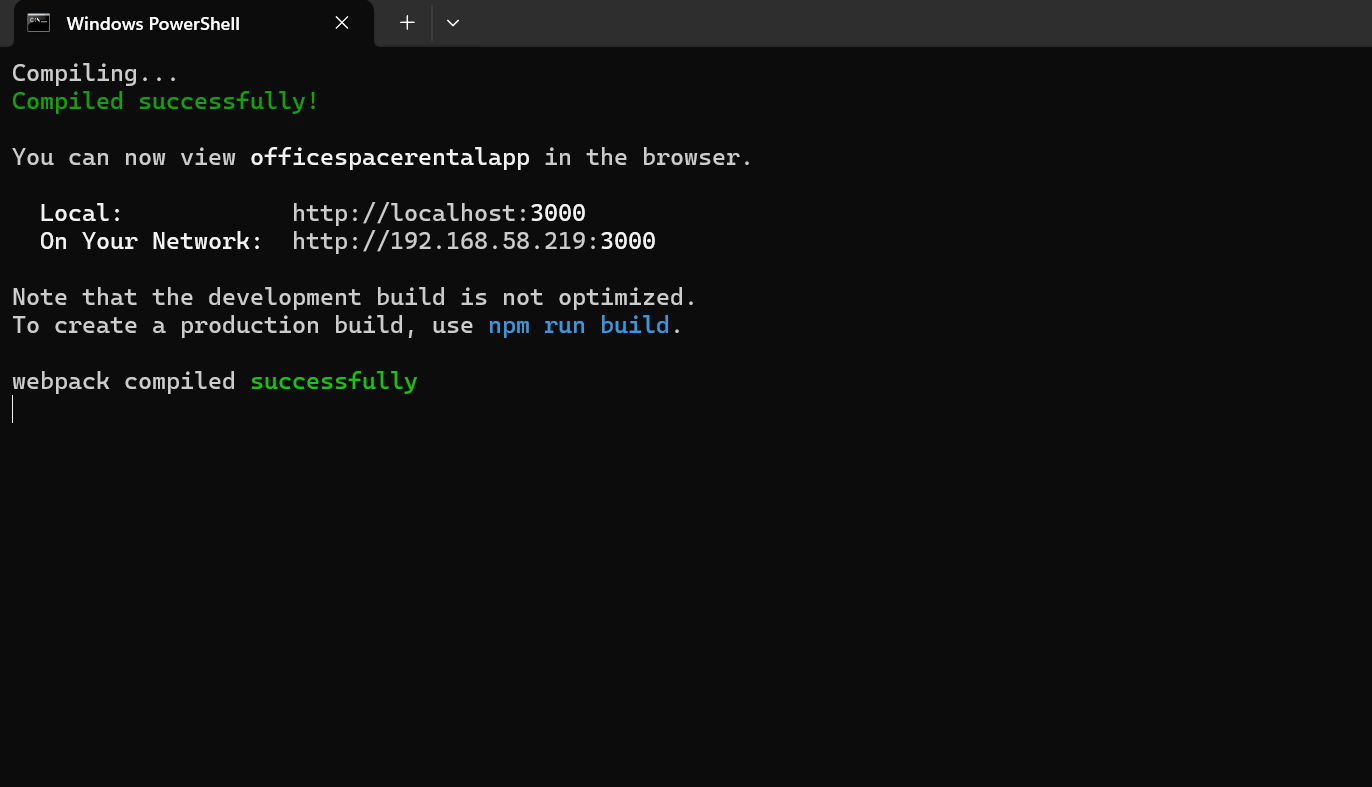 Windows PowerShell
Compiling...
Compiled successfully!
You can now view officespacerentalapp in the browser.
Local: http://localhost:3000
On Your Network: http://192.168.58.219:3000
Note that the development build is not optimized.
To create a production build, use npm run build.
webpack compiled successfully